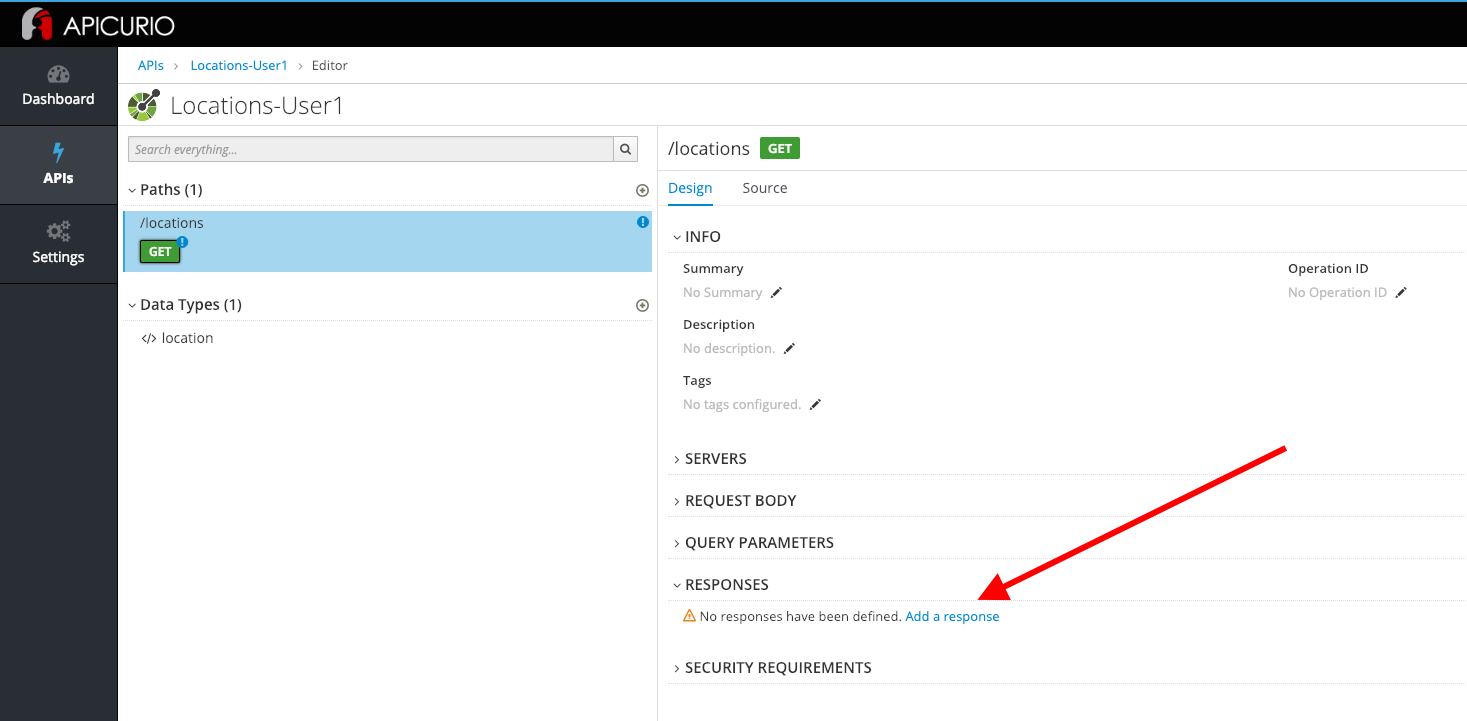 APICURIO
Dashboard
APIs
Settings
APIs › Locations-User1 › Editor
Locations-User1
Search everything...
Paths (1)
/locations
GET
Data Types (1)
</> location
/locations GET
Design Source
INFO
Summary
No Summary
Operation ID
No Operation ID
Description
No description.
Tags
No tags configured.
SERVERS
REQUEST BODY
QUERY PARAMETERS
RESPONSES
No responses have been defined. Add a response
SECURITY REQUIREMENTS